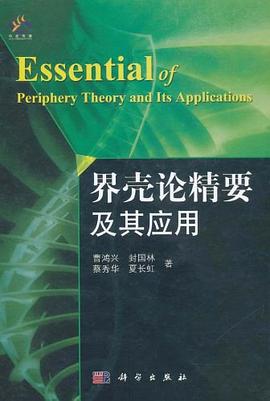 Essential of
Periphery Theory and Its Applications
界壳论精要
及其应用
曹鸿兴 封国林
蔡秀华 夏长虹 著
科学出版社